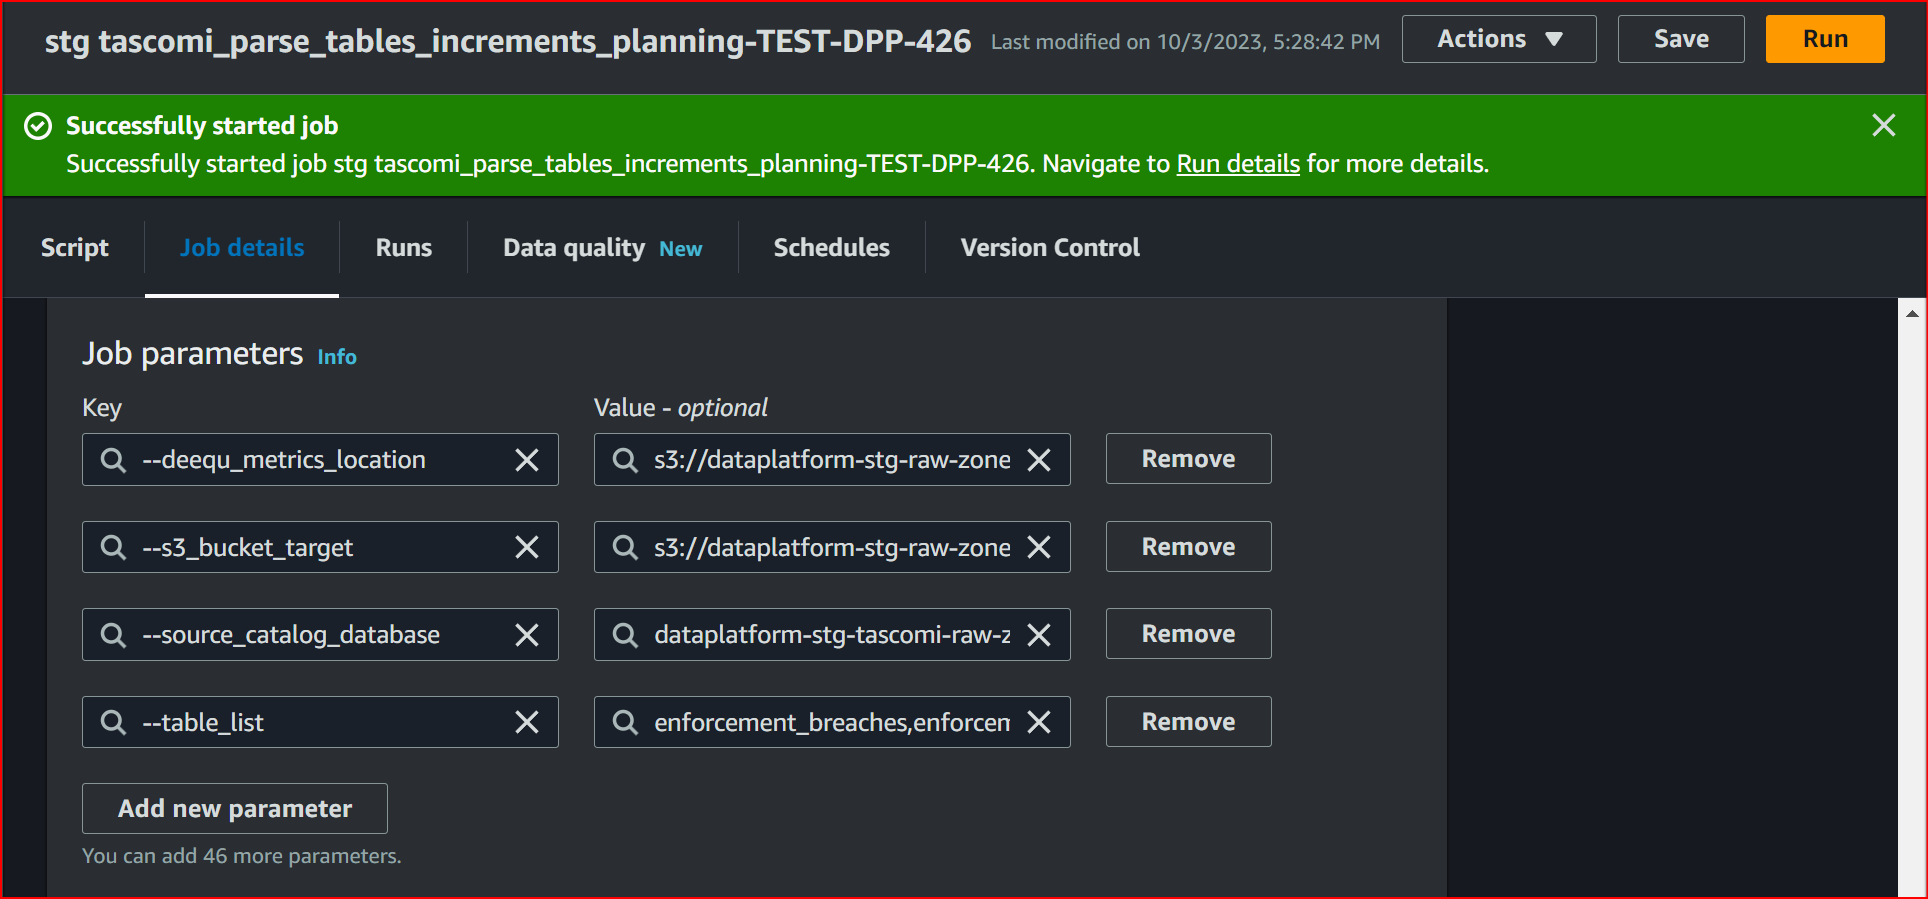 stg tascomi_parse_tables_increments_planning-TEST-DPP-426 Last modified on 10/3/2023, 5:28:42 PM Actions Save Run
Successfully started job
Successfully started job stg tascomi_parse_tables_increments_planning-TEST-DPP-426. Navigate to Run details for more details.
Script Job details Runs Data quality New Schedules Version Control
Job parameters Info
Key Value - optional
--deequ_metrics_location s3://dataplatform-stg-raw-zone Remove
--s3_bucket_target s3://dataplatform-stg-raw-zone Remove
--source_catalog_database dataplatform-stg-tascomi-raw-z Remove
--table_list enforcement_breaches,enforcem Remove
Add new parameter
You can add 46 more parameters.